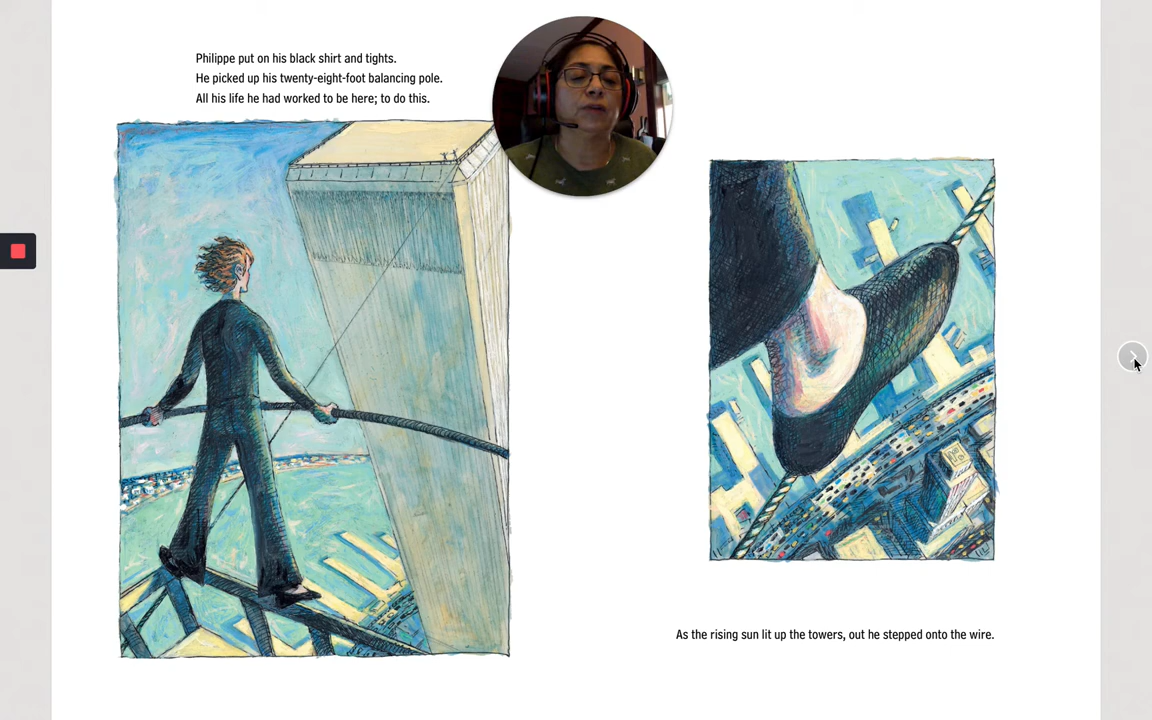 Philippe put on his black shirt and tights.
He picked up his twenty-eight-foot balancing pole.
All his life he had worked to be here; to do this.
As the rising sun lit up the towers, out he stepped onto the wire.